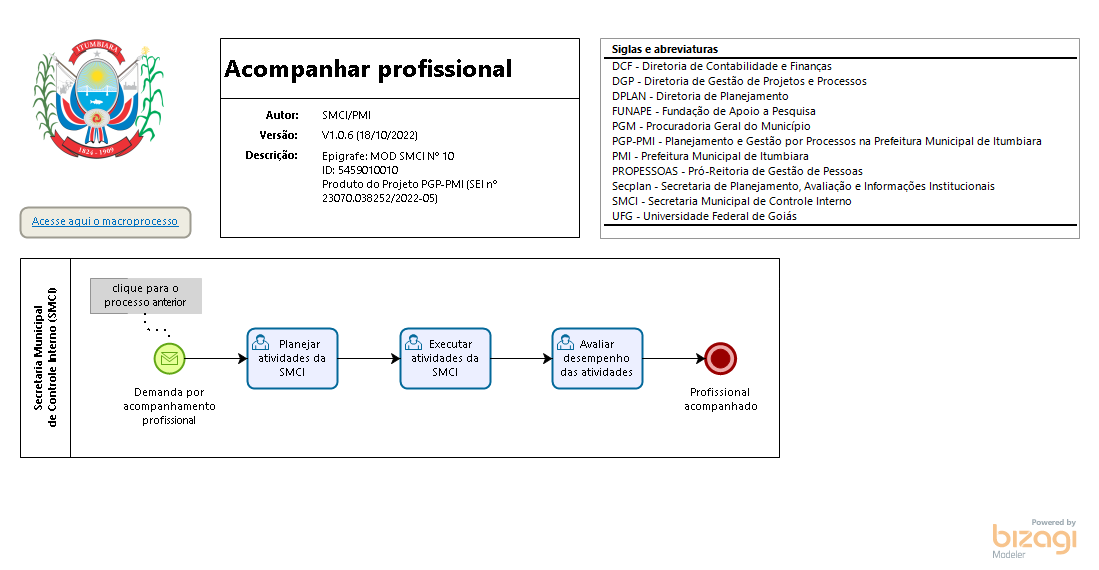 ITUMBIARA
1824 - 1909
Acesse aqui o macroprocesso
Acompanhar profissional
Autor: SMCI/PMI
Versão: V1.0.6 (18/10/2022)
Descrição: Epigrafe: MOD SMCI Nº 10
ID: 5459010010
Produto do Projeto PGP-PMI (SEI nº
23070.038252/2022-05)
Siglas e abreviaturas
DCF - Diretoria de Contabilidade e Finanças
DGP - Diretoria de Gestão de Projetos e Processos
DPLAN - Diretoria de Planejamento
FUNAPE - Fundação de Apoio a Pesquisa
PGM - Procuradoria Geral do Município
PGP-PMI - Planejamento e Gestão por Processos na Prefeitura Municipal de Itumbiara
PMI - Prefeitura Municipal de Itumbiara
PROPESSOAS - Pró-Reitoria de Gestão de Pessoas
Secplan - Secretaria de Planejamento, Avaliação e Informações Institucionais
SMCI - Secretaria Municipal de Controle Interno
UFG - Universidade Federal de Goiás
Secretaria Municipal
de Controle Interno (SMCI)
clique para o
processo anterior
Demanda por
acompanhamento
profissional
Planejar
atividades da
SMCI
Executar
atividades da
SMCI
Avaliar
desempenho
das atividades
Profissional
acompanhado
Powered by
bizagi
Modeler